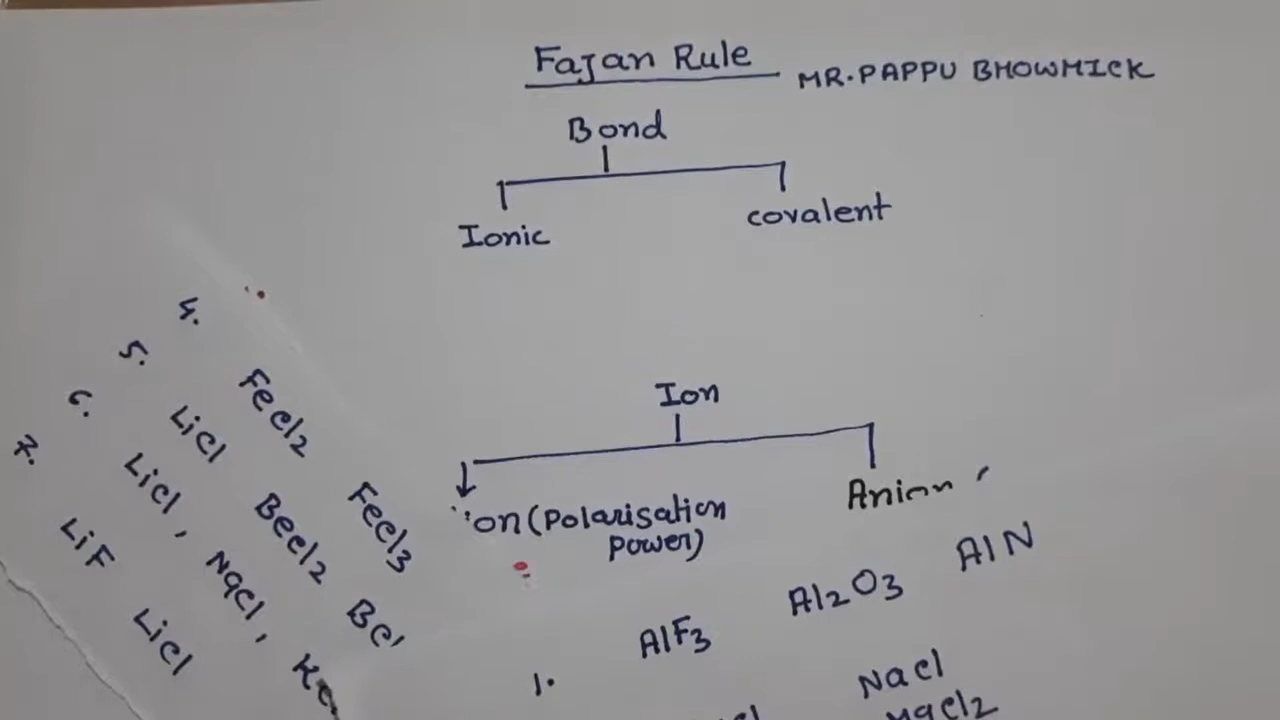 Fajan Rule
MR. PAPPU BHOWMICK
Bond
Ionic
covalent
Ion
on (Polarisation
power)
Anion
1. AlF3 Al2O3 AlN
NaCl
MgCl2
4. FeCl2 FeCl3
5. LiCl BeCl2
6. LiCl, NaCl,
7. LiF LiCl